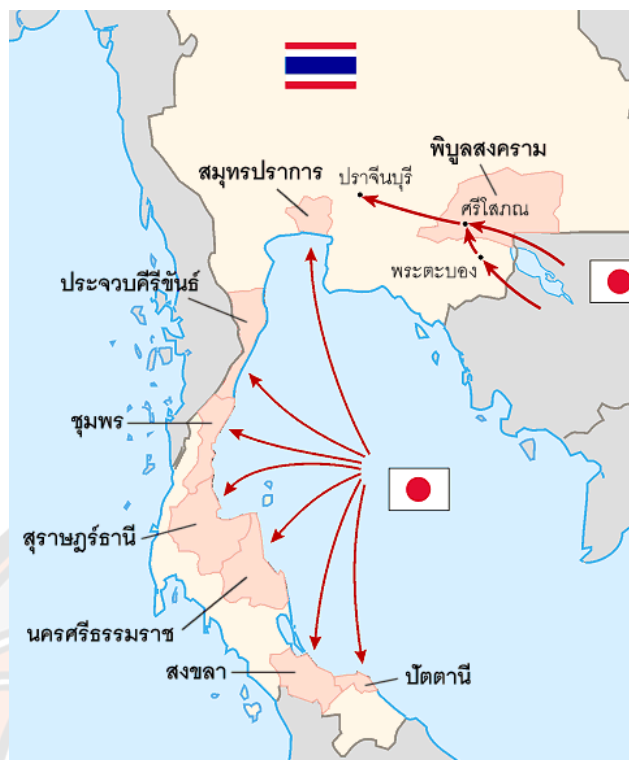 พิบูลสงคราม
สมุทรปราการ
ปราจีนบุรี
ศรีโสภณ
พระตะบอง
ประจวบคีรีขันธ์
ชุมพร
สุราษฎร์ธานี
นครศรีธรรมราช
สงขลา
ปัตตานี